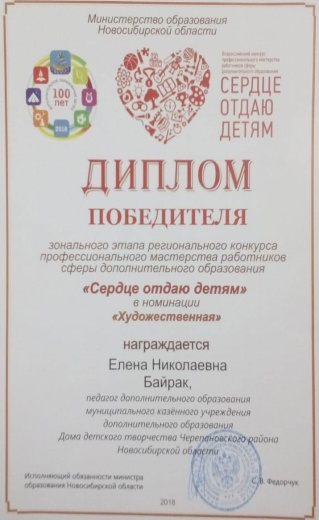 Министерство образования
Новосибирской области
100
ЛЕТ
2018
Всероссийский конкурс
профессионального мастерства
работников сферы
дополнительного образования
СЕРДЦЕ
ОТДАЮ
ДЕТЯМ
ДИПЛОМ
ПОБЕДИТЕЛЯ
зонального этапа регионального конкурса
профессионального мастерства работников
сферы дополнительного образования
«Сердце отдаю детям»
в номинации
«Художественная»
награждается
Елена Николаевна
Байрак,
педагог дополнительного образования
муниципального казённого учреждения
дополнительного образования
Дома детского творчества Черепановского района
Новосибирской области
Исполняющий обязанности министра
образования Новосибирской области
С. В. Федорчук
2018